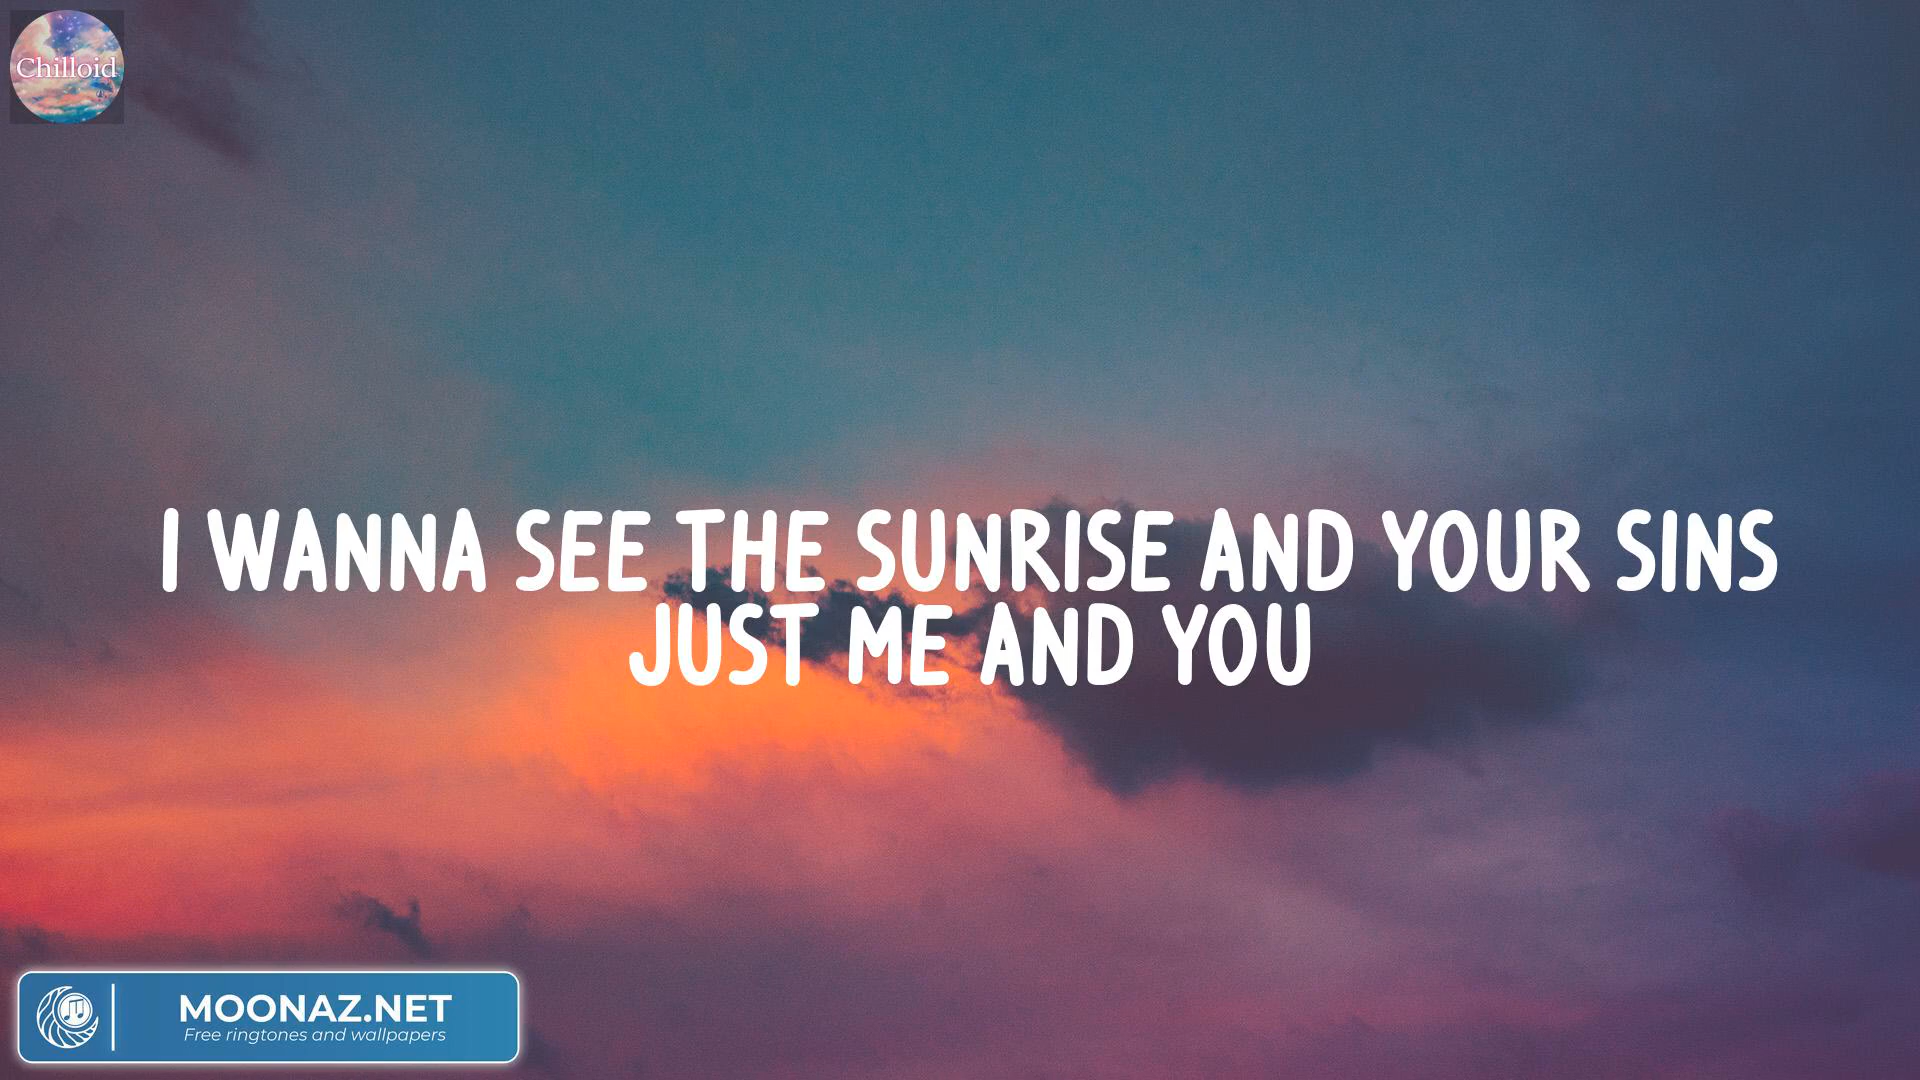 Chilloid
I WANNA SEE THE SUNRISE AND YOUR SINS
JUST ME AND YOU
MOONAZ.NET
Free ringtones and wallpapers